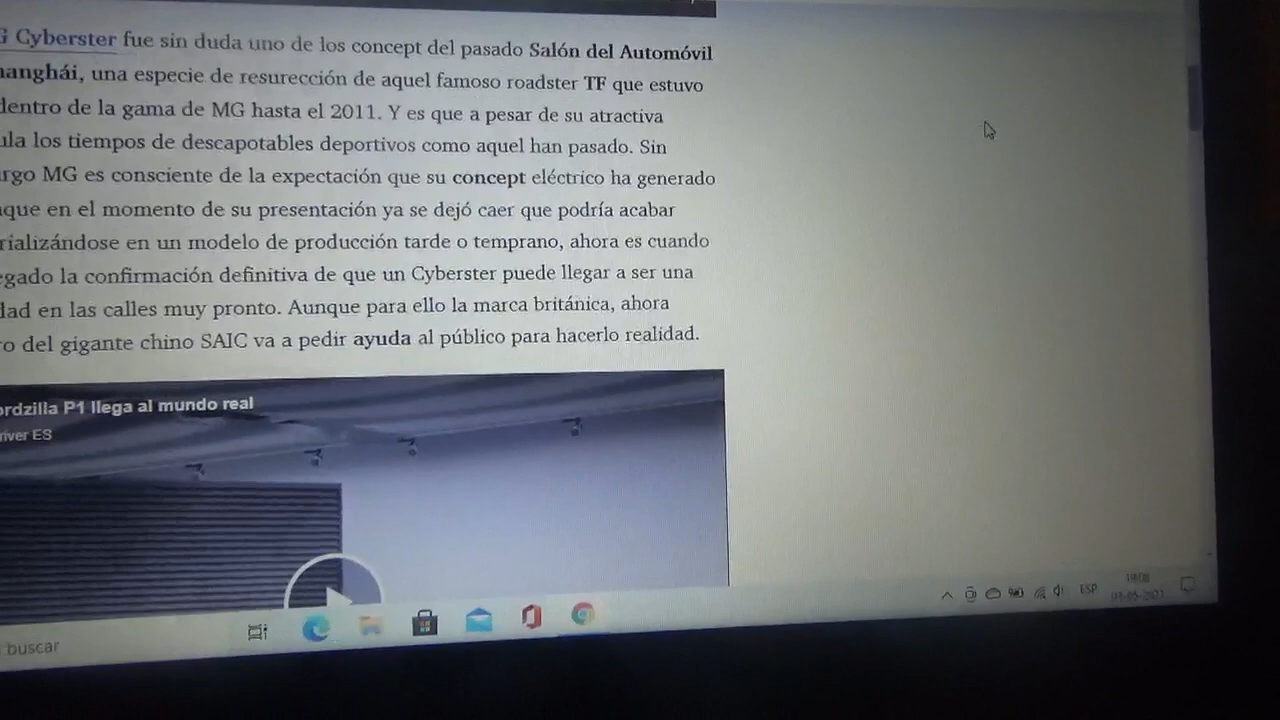 Cyberster fue sin duda uno de los concept del pasado Salón del Automóvil
una especie de resurección de aquel famoso roadster TF que estuvo
dentro de la gama de MG hasta el 2011. Y es que a pesar de su atractiva
los tiempos de descapotables deportivos como aquel han pasado. Sin
MG es consciente de la expectación que su concept eléctrico ha generado
que en el momento de su presentación ya se dejó caer que podría acabar
rializándose en un modelo de producción tarde o temprano, ahora es cuando
egado la confirmación definitiva de que un Cyberster puede llegar a ser una
dad en las calles muy pronto. Aunque para ello la marca británica, ahora
ro del gigante chino SAIC va a pedir ayuda al público para hacerlo realidad.
ordzilla P1 llega al mundo real
river ES
buscar
ESP